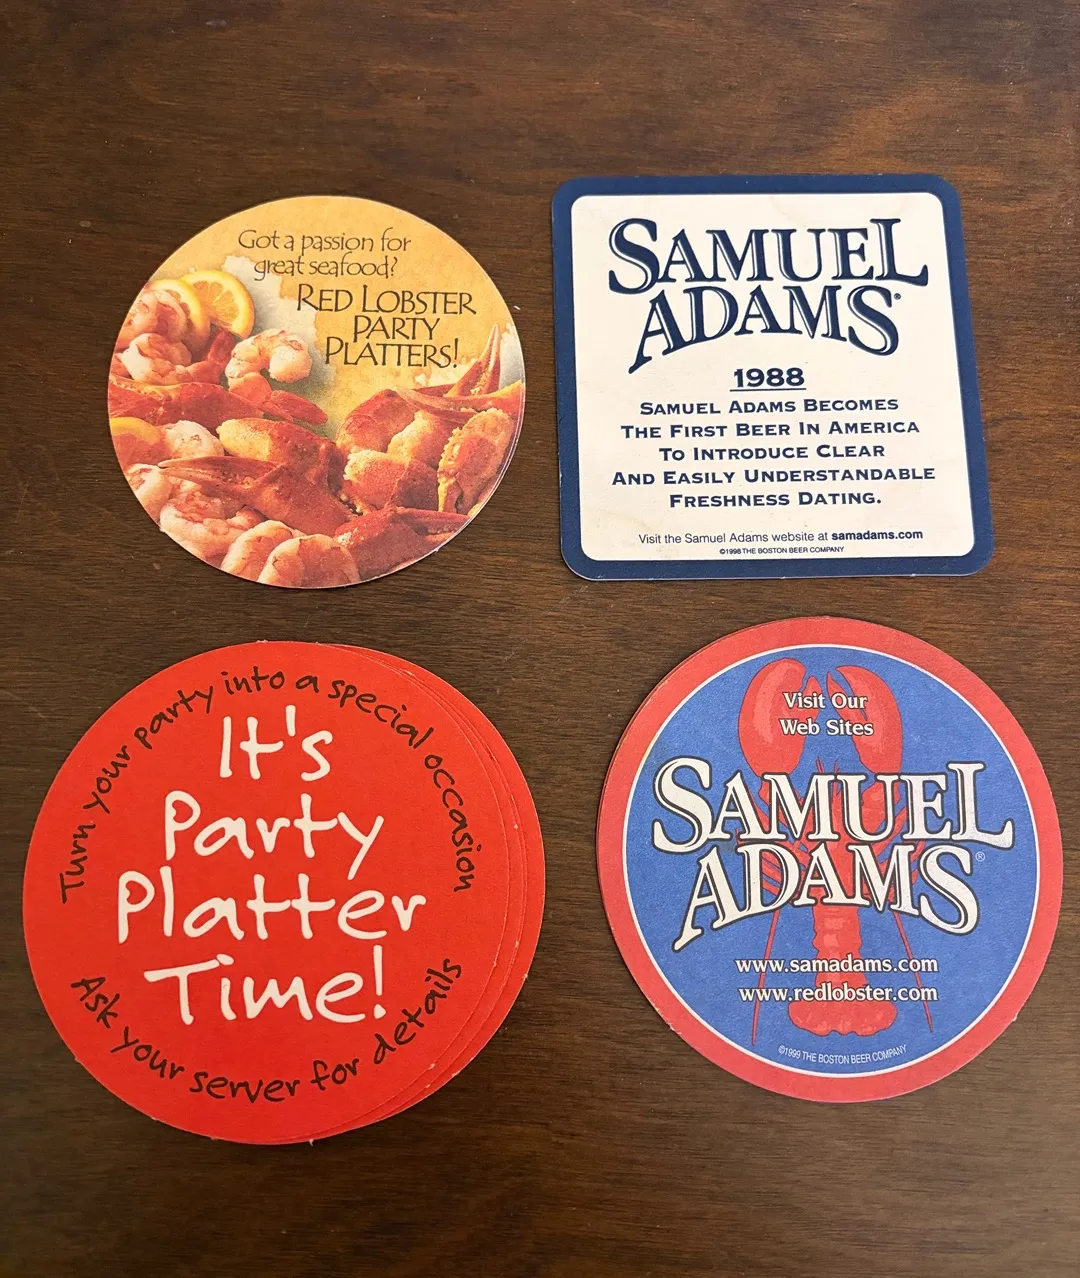 Got a passion for
great seafood?
RED LOBSTER
PARTY
PLATTERS!
SAMUEL
ADAMS®
1988
SAMUEL ADAMS BECOMES
THE FIRST BEER IN AMERICA
TO INTRODUCE CLEAR
AND EASILY UNDERSTANDABLE
FRESHNESS DATING.
Visit the Samuel Adams website at samadams.com
©1998 THE BOSTON BEER COMPANY
Turn your party into a special occasion
It's
Party
Platter
Time!
Ask your server for details
Visit Our
Web Sites
SAMUEL
ADAMS®
www.samadams.com
www.redlobster.com
©1999 THE BOSTON BEER COMPANY